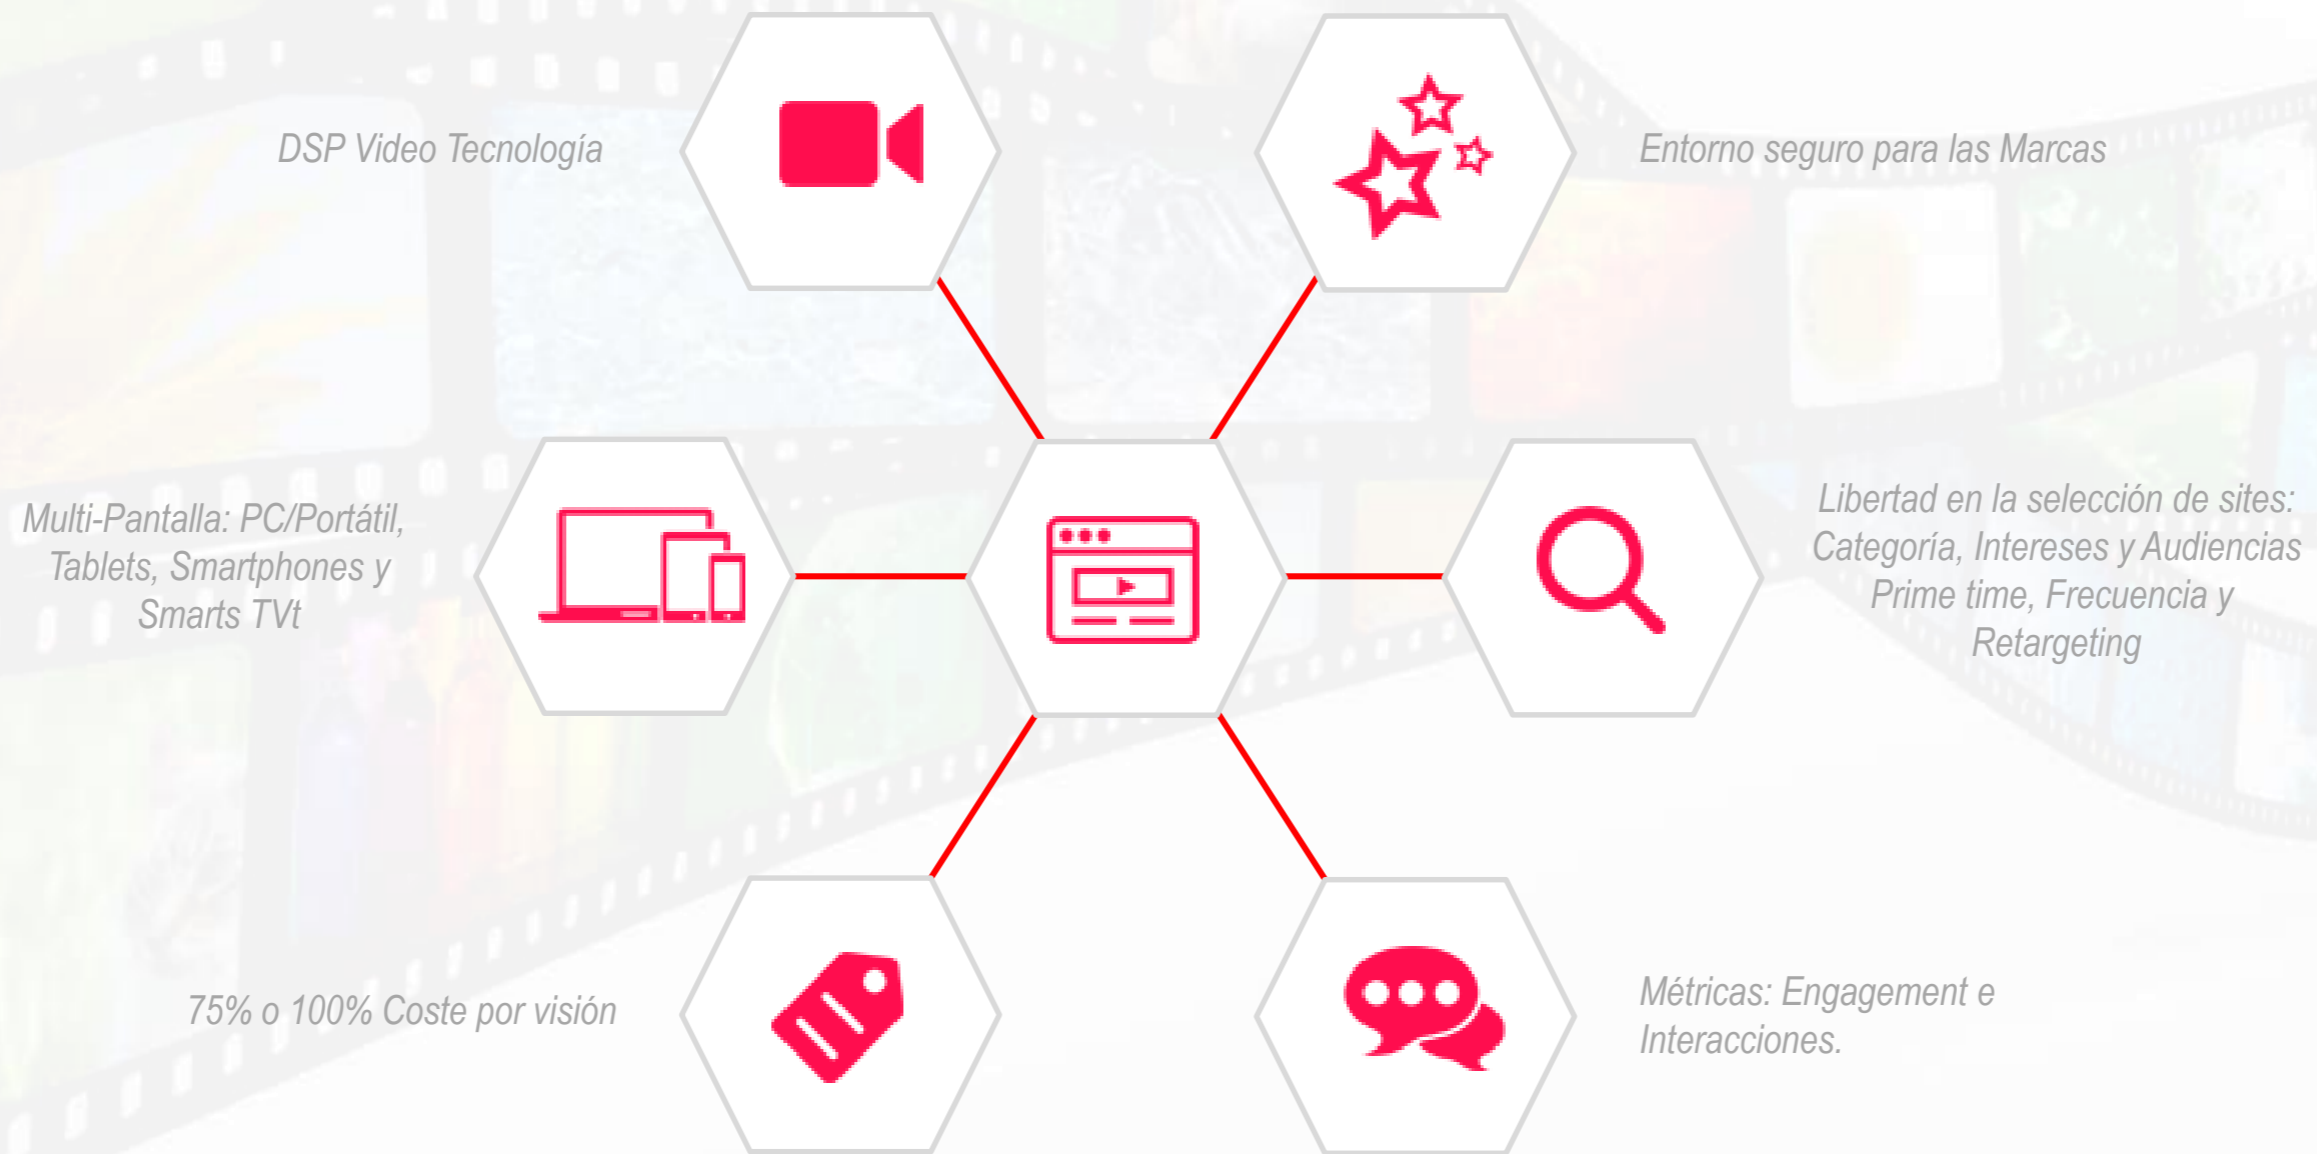 DSP Video Tecnología
Entorno seguro para las Marcas
Multi-Pantalla: PC/Portátil,
Tablets, Smartphones y
Smarts TVt
Libertad en la selección de sites:
Categoría, Intereses y Audiencias
Prime time, Frecuencia y
Retargeting
75% o 100% Coste por visión
Métricas: Engagement e
Interacciones.